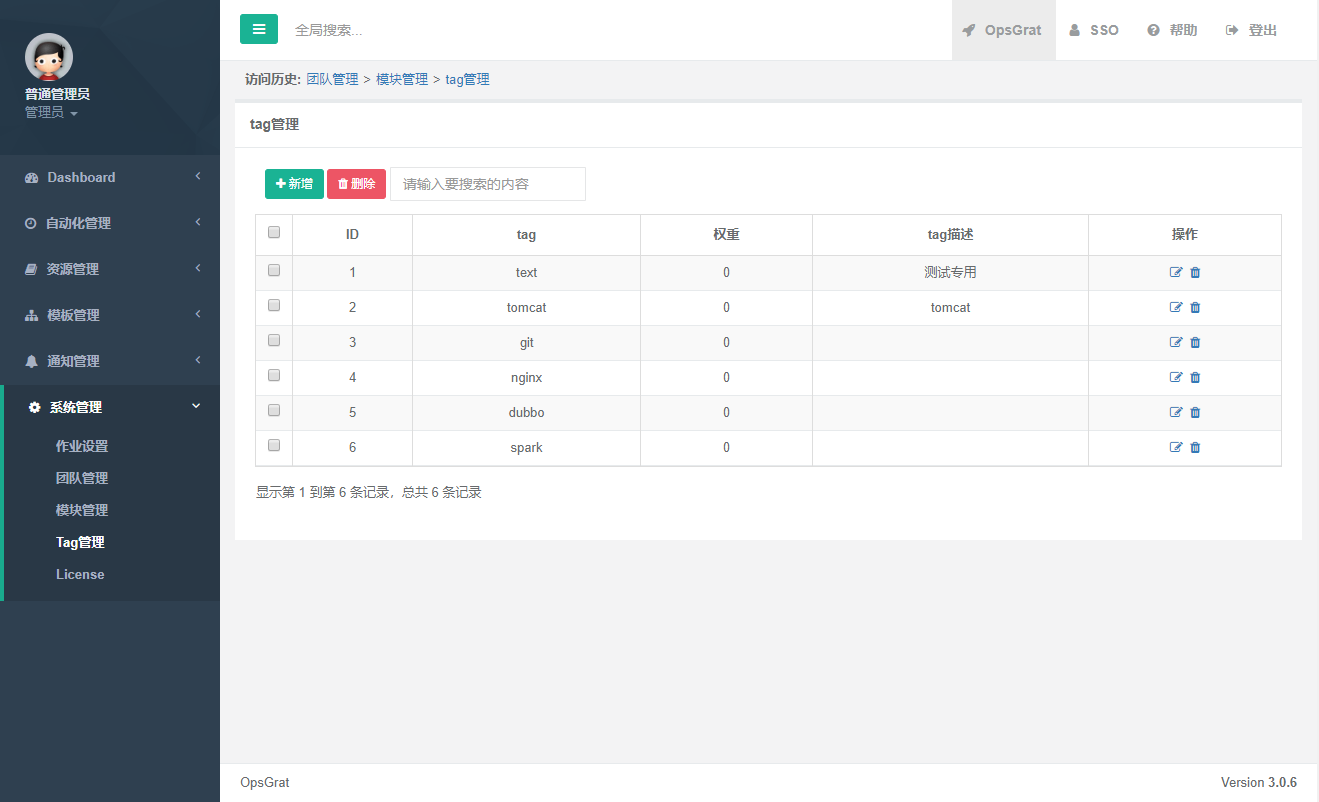 普通管理员
管理员
Dashboard
自动化管理
资源管理
模板管理
通知管理
系统管理
作业设置
团队管理
模块管理
Tag管理
License
全局搜索...
OpsGrat
SSO
帮助
登出
访问历史: 团队管理 > 模块管理 > tag管理
tag管理
新增 删除 请输入要搜索的内容
ID tag 权重 tag描述 操作
1 text 0 测试专用
2 tomcat 0 tomcat
3 git 0
4 nginx 0
5 dubbo 0
6 spark 0
显示第 1 到第 6 条记录，总共 6 条记录
OpsGrat
Version 3.0.6